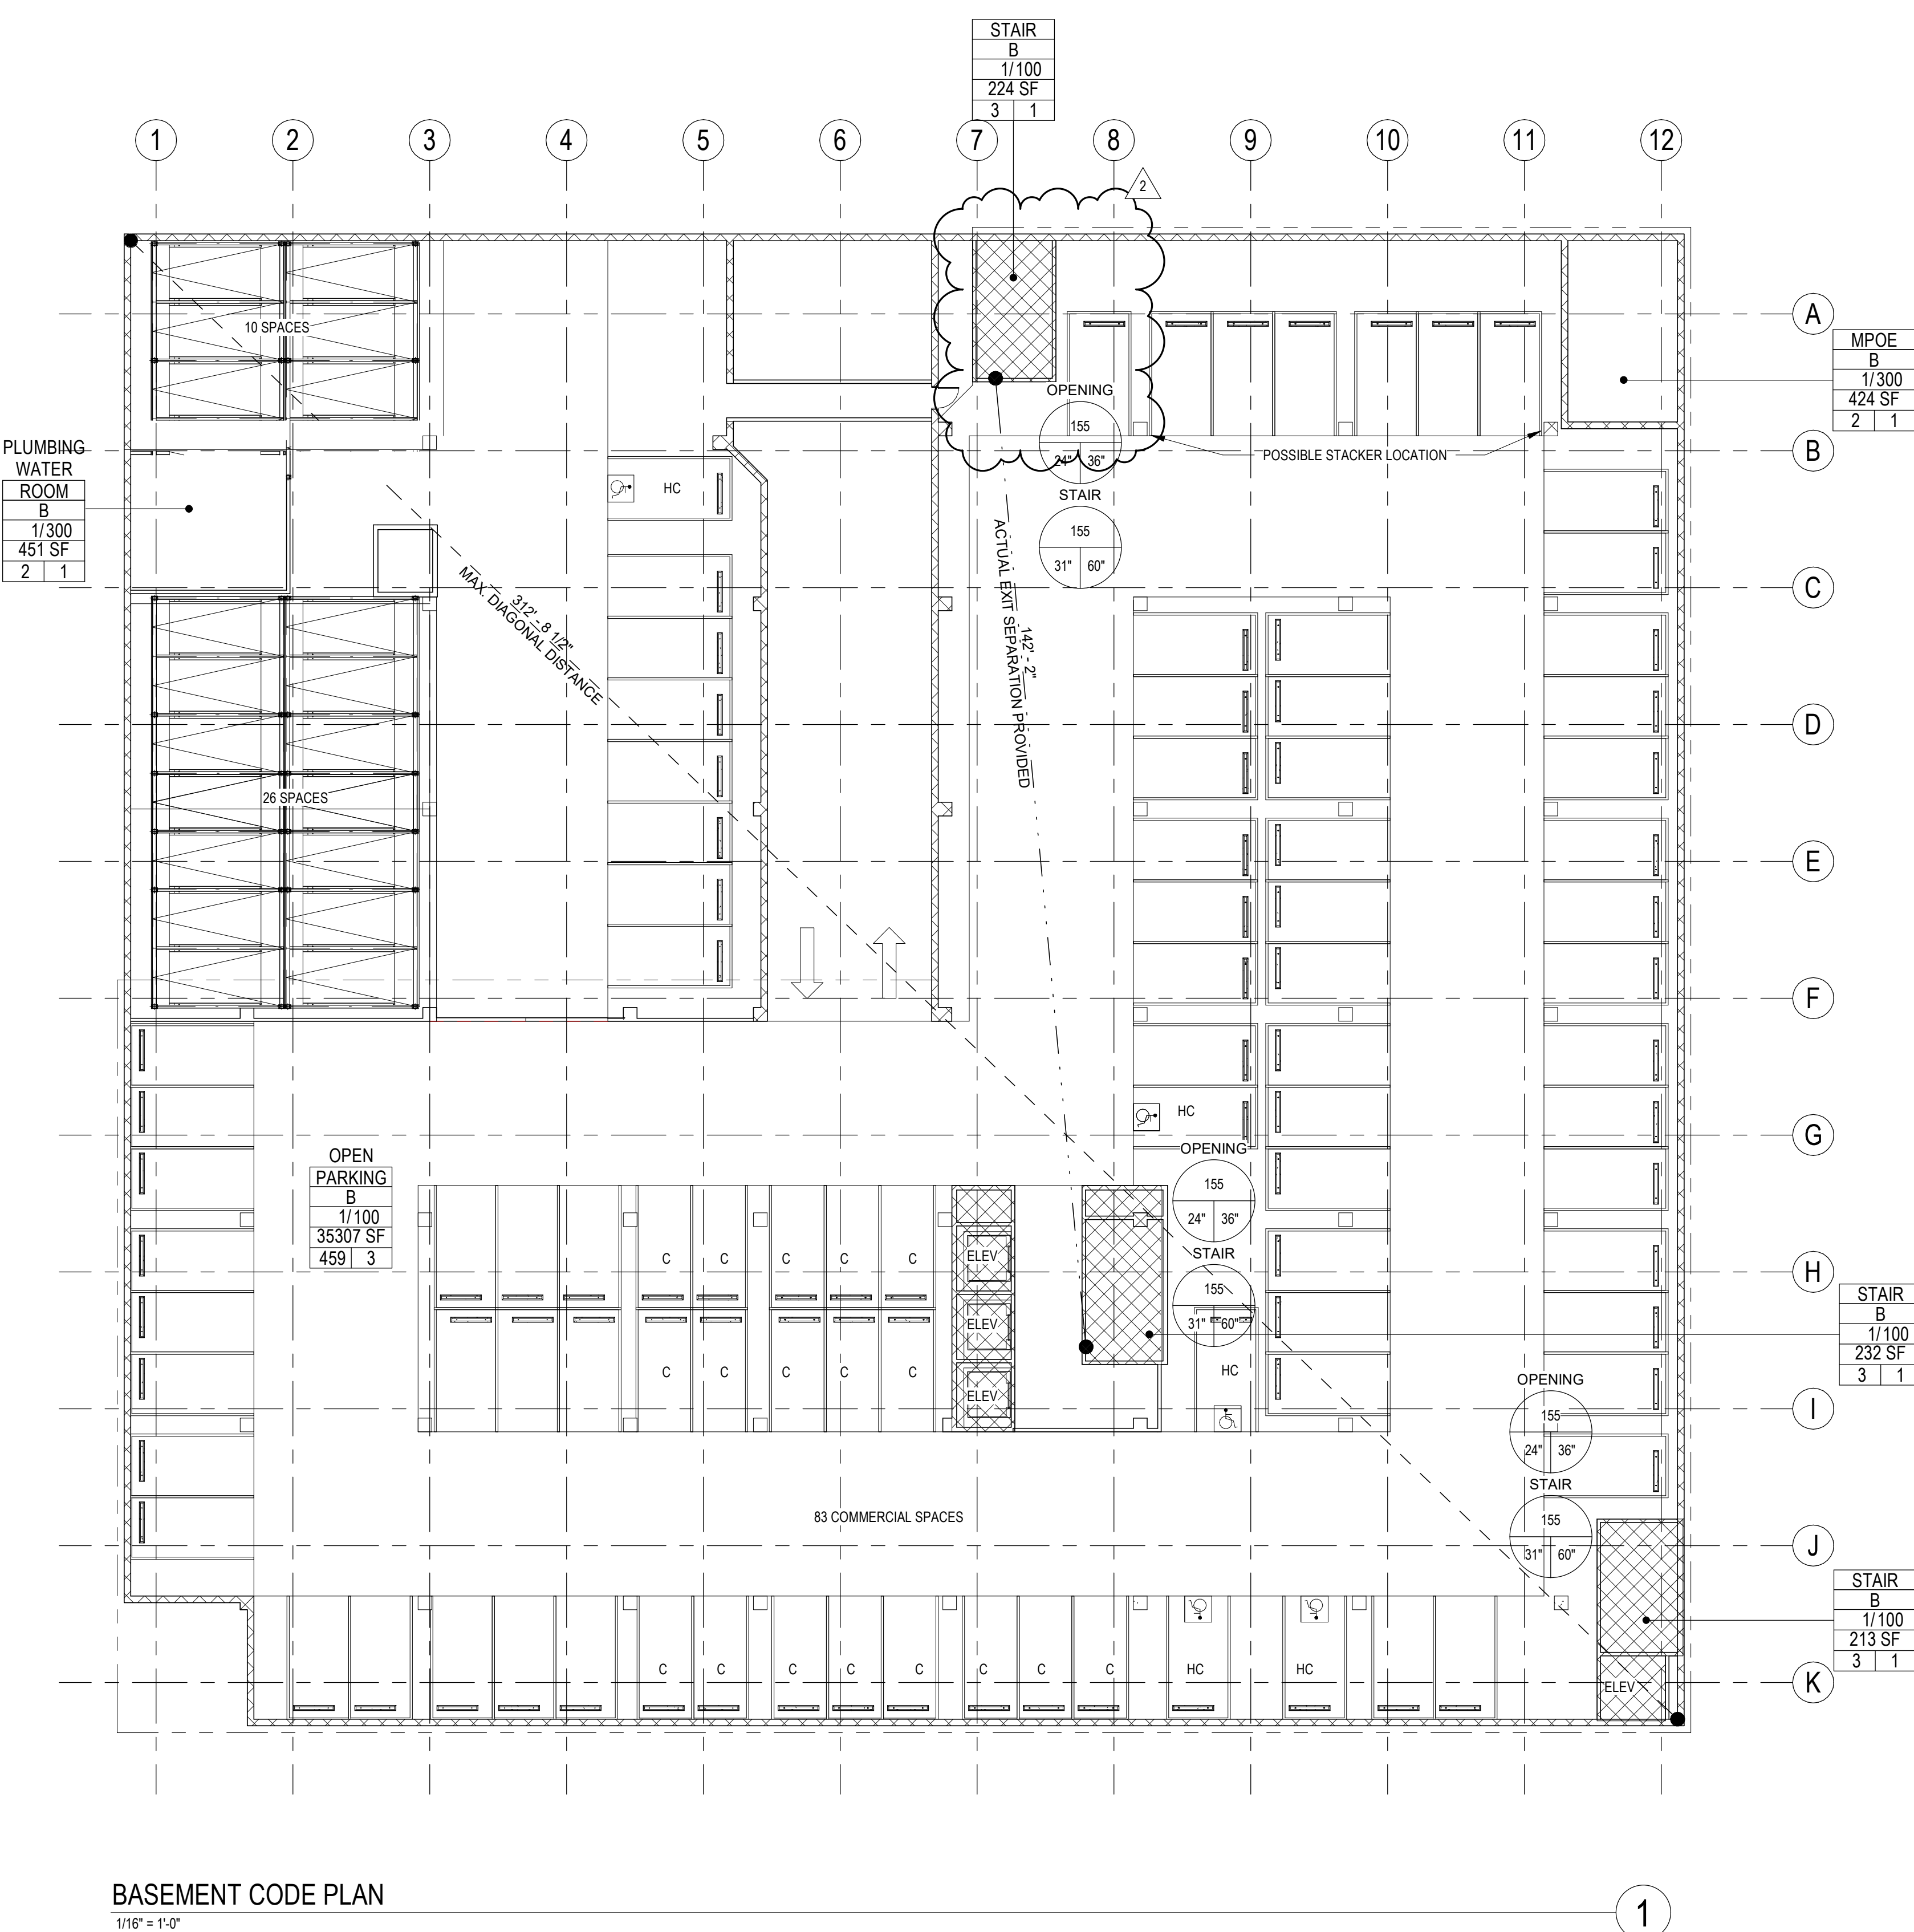 STAIR
B
1/100
224 SF
3 1
1 2 3 4 5 6 7 8 9 10 11 12
2
10 SPACES
A
MPOE
B
1/300
424 SF
2 1
OPENING
155
24" 36"
POSSIBLE STACKER LOCATION
B
PLUMBING
WATER
ROOM
B
1/300
451 SF
2 1
HC
STAIR
155
31" 60"
C
312' - 8 1/2"
MAX. DIAGONAL DISTANCE
142' - 2"
ACTUAL EXIT SEPARATION PROVIDED
D
26 SPACES
E
F
HC
G
OPENING
155
24" 36"
OPEN
PARKING
B
1/100
35307 SF
459 3
C C C C C
ELEV
STAIR
155
31" 60"
H
ELEV
STAIR
B
1/100
232 SF
3 1
C C C C C
ELEV
HC
OPENING
155
24" 36"
I
STAIR
155
31" 60"
83 COMMERCIAL SPACES
J
STAIR
B
1/100
213 SF
3 1
C C C C C C C C HC HC
ELEV
K
BASEMENT CODE PLAN
1
1/16" = 1'-0"